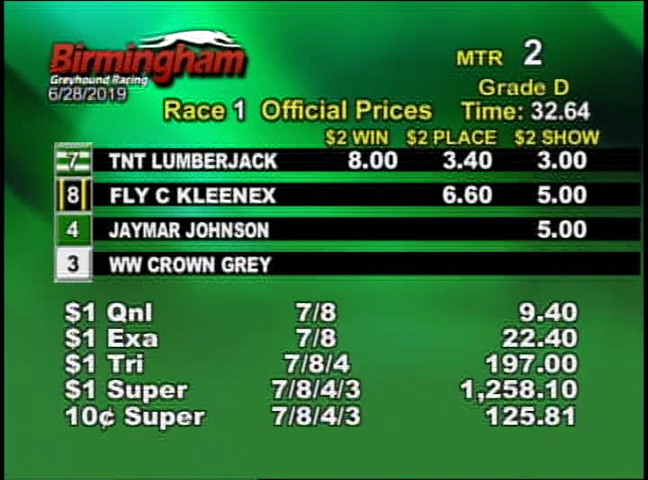 Birmingham
Greyhound Racing
6/28/2019
MTR 2
Grade D
Race 1 Official Prices Time: 32.64
$2 WIN $2 PLACE $2 SHOW
7 TNT LUMBERJACK 8.00 3.40 3.00
8 FLY C KLEENEX 6.60 5.00
4 JAYMAR JOHNSON 5.00
3 WW CROWN GREY
$1 Qnl 7/8 9.40
$1 Exa 7/8 22.40
$1 Tri 7/8/4 197.00
$1 Super 7/8/4/3 1,258.10
10¢ Super 7/8/4/3 125.81